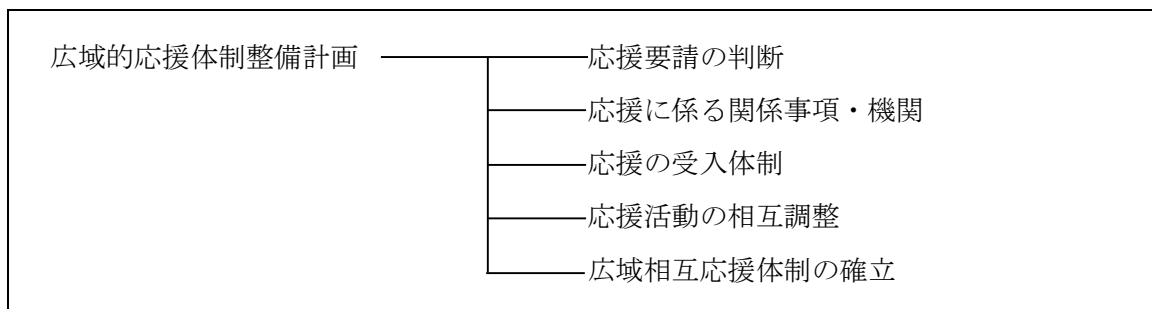 広域的応援体制整備計画
応援要請の判断
応援に係る関係事項・機関
応援の受入体制
応援活動の相互調整
広域相互応援体制の確立